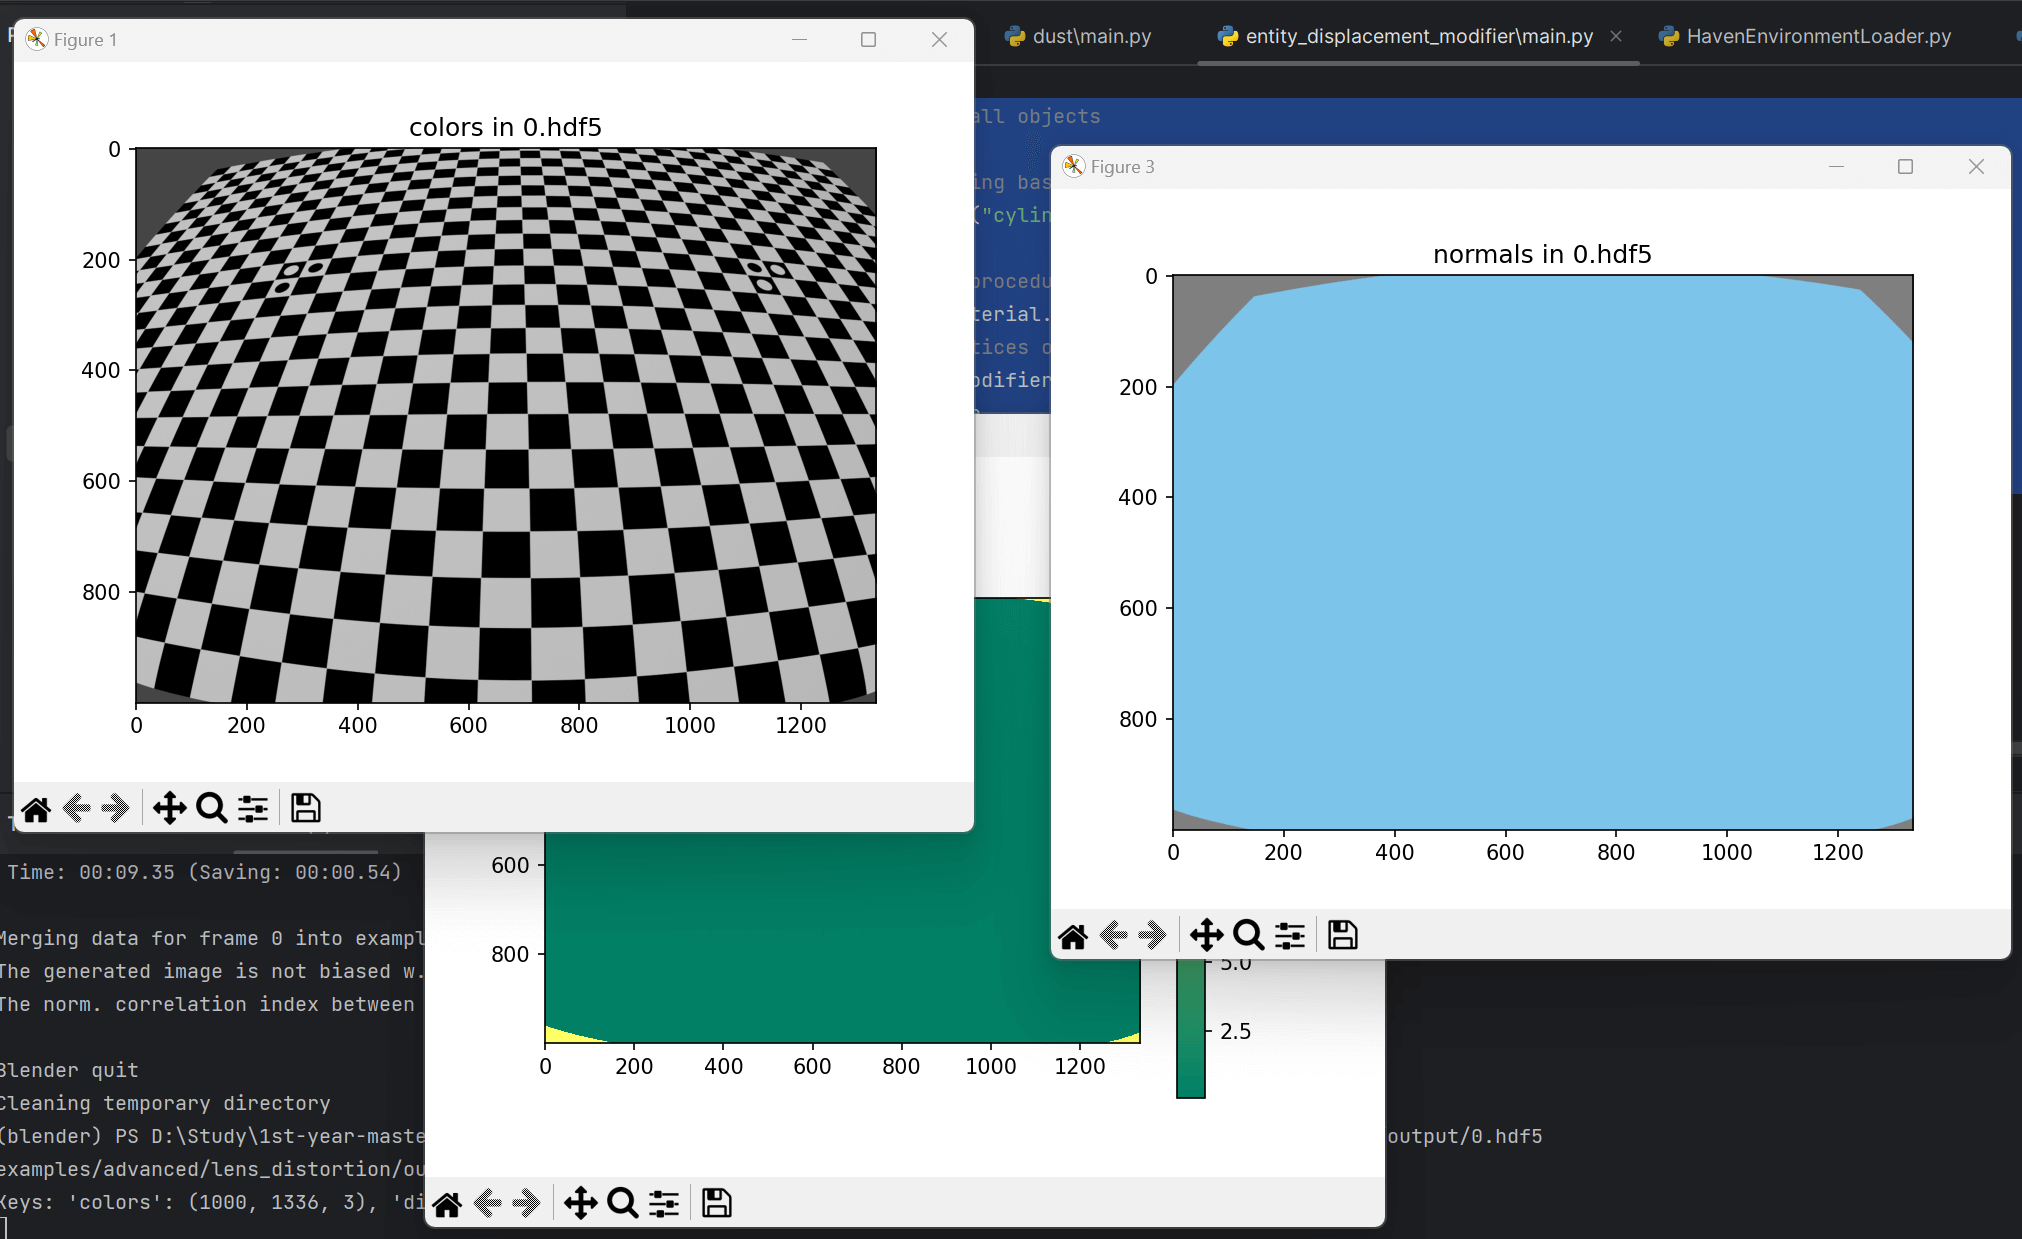 Figure 1
dust\main.py
entity_displacement_modifier\main.py
HavenEnvironmentLoader.py
colors in 0.hdf5
0
200
400
600
800
0 200 400 600 800 1000 1200
all objects
ing bas
("cylin
procedu
terial.
tices o
odifier
Figure 3
normals in 0.hdf5
0
200
400
600
800
0 200 400 600 800 1000 1200
600
800
0 200 400 600 800 1000 1200
5.0
2.5
Time: 00:09.35 (Saving: 00:00.54)
Merging data for frame 0 into exampl
The generated image is not biased w.
The norm. correlation index between
Blender quit
Cleaning temporary directory
(blender) PS D:\Study\1st-year-maste
output/0.hdf5
examples/advanced/lens_distortion/ou
Keys: 'colors': (1000, 1336, 3), 'di